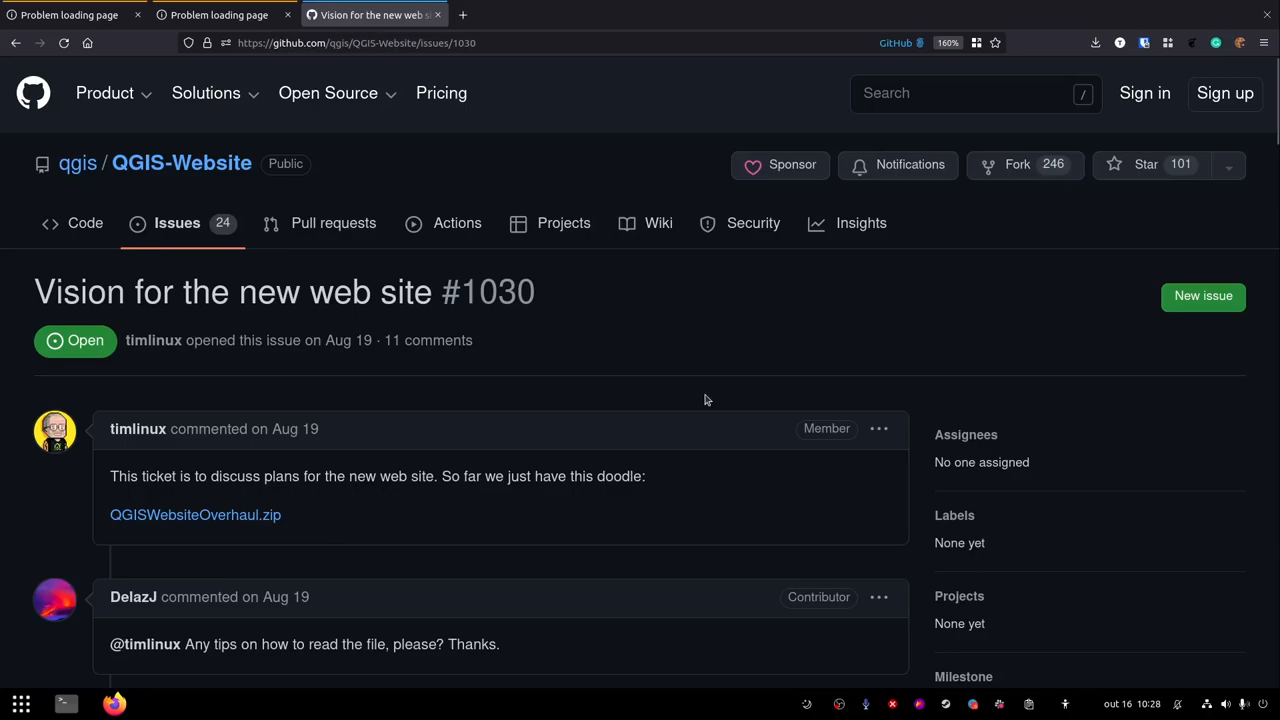 Problem loading page
Problem loading page
Vision for the new web si
https://github.com/qgis/QGIS-Website/issues/1030
GitHub
160%
Product
Solutions
Open Source
Pricing
Search
/
Sign in
Sign up
qgis / QGIS-Website
Public
Sponsor
Notifications
Fork 246
Star 101
Code
Issues 24
Pull requests
Actions
Projects
Wiki
Security
Insights
Vision for the new web site #1030
New issue
Open
timlinux opened this issue on Aug 19 · 11 comments
timlinux commented on Aug 19
Member
This ticket is to discuss plans for the new web site. So far we just have this doodle:
QGISWebsiteOverhaul.zip
DelazJ commented on Aug 19
Contributor
@timlinux Any tips on how to read the file, please? Thanks.
Assignees
No one assigned
Labels
None yet
Projects
None yet
Milestone
out 16 10:28